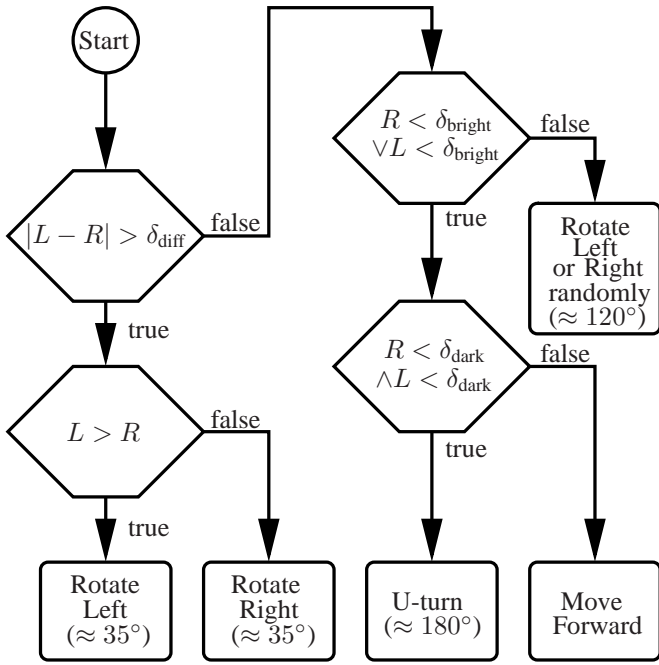 Start
|L − R| > δdiff
false
true
L > R
false
true
Rotate
Left
(≈ 35°)
Rotate
Right
(≈ 35°)
R < δbright
∨L < δbright
false
true
Rotate
Left
or Right
randomly
(≈ 120°)
R < δdark
∧L < δdark
false
true
U-turn
(≈ 180°)
Move
Forward